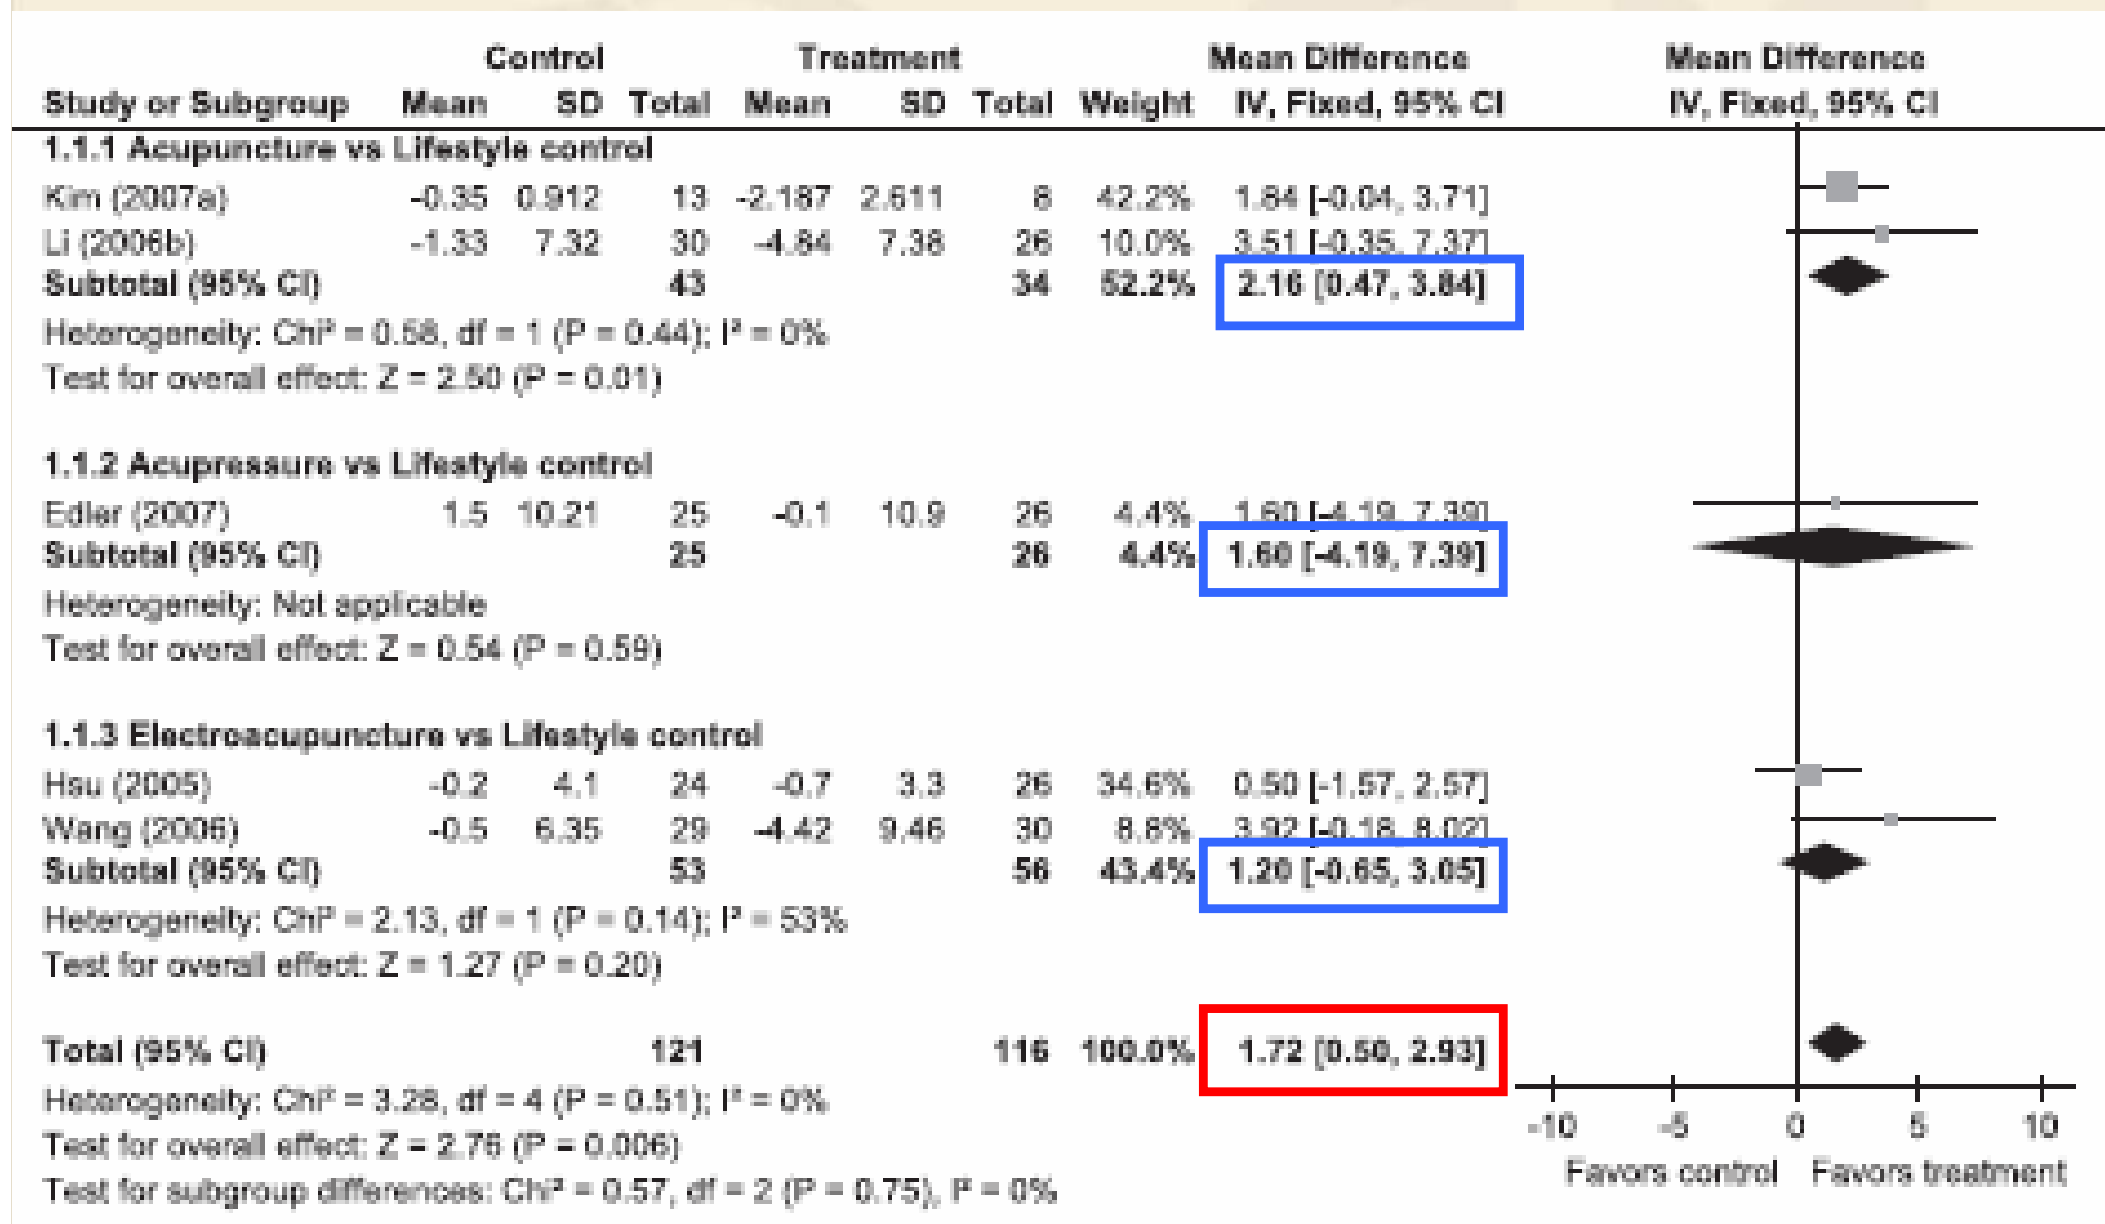 Control Treatment Mean Difference Mean Difference
Study or Subgroup Mean SD Total Mean SD Total Weight IV, Fixed, 95% CI IV, Fixed, 95% CI
1.1.1 Acupuncture vs Lifestyle control
Kim (2007a) -0.35 0.912 13 -2.187 2.611 8 42.2% 1.84 [-0.04, 3.71]
Li (2006b) -1.33 7.32 30 -4.84 7.38 26 10.0% 3.51 [-0.35, 7.37]
Subtotal (95% CI) 43 34 52.2% 2.16 [0.47, 3.84]
Heterogeneity: Chi² = 0.58, df = 1 (P = 0.44); I² = 0%
Test for overall effect: Z = 2.50 (P = 0.01)
1.1.2 Acupressure vs Lifestyle control
Edler (2007) 1.5 10.21 25 -0.1 10.9 26 4.4% 1.60 [-4.19, 7.39]
Subtotal (95% CI) 25 26 4.4% 1.60 [-4.19, 7.39]
Heterogeneity: Not applicable
Test for overall effect: Z = 0.54 (P = 0.59)
1.1.3 Electroacupuncture vs Lifestyle control
Hsu (2005) -0.2 4.1 24 -0.7 3.3 26 34.6% 0.50 [-1.57, 2.57]
Wang (2006) -0.5 6.35 29 -4.42 9.46 30 8.8% 3.92 [-0.18, 8.02]
Subtotal (95% CI) 53 56 43.4% 1.20 [-0.65, 3.05]
Heterogeneity: Chi² = 2.13, df = 1 (P = 0.14); I² = 53%
Test for overall effect: Z = 1.27 (P = 0.20)
Total (95% CI) 121 116 100.0% 1.72 [0.50, 2.93]
Heterogeneity: Chi² = 3.28, df = 4 (P = 0.51); I² = 0%
Test for overall effect: Z = 2.76 (P = 0.006)
Test for subgroup differences: Chi² = 0.57, df = 2 (P = 0.75), I² = 0%
-10 -5 0 5 10
Favors control Favors treatment